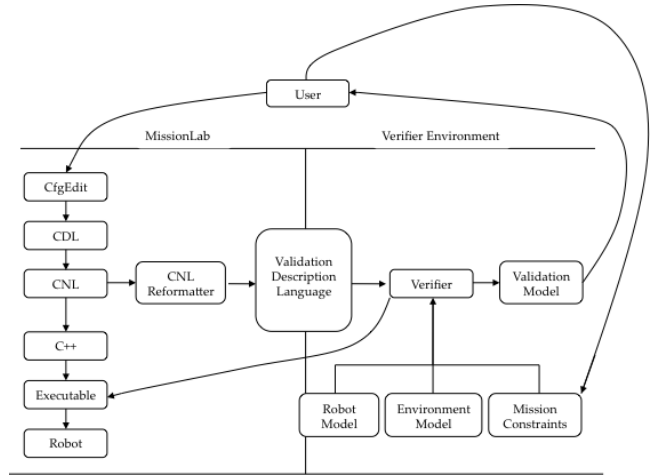 User
MissionLab
Verifier Environment
CfgEdit
CDL
CNL
CNL
Reformatter
Validation
Description
Language
Verifier
Validation
Model
C++
Executable
Robot
Robot
Model
Environment
Model
Mission
Constraints